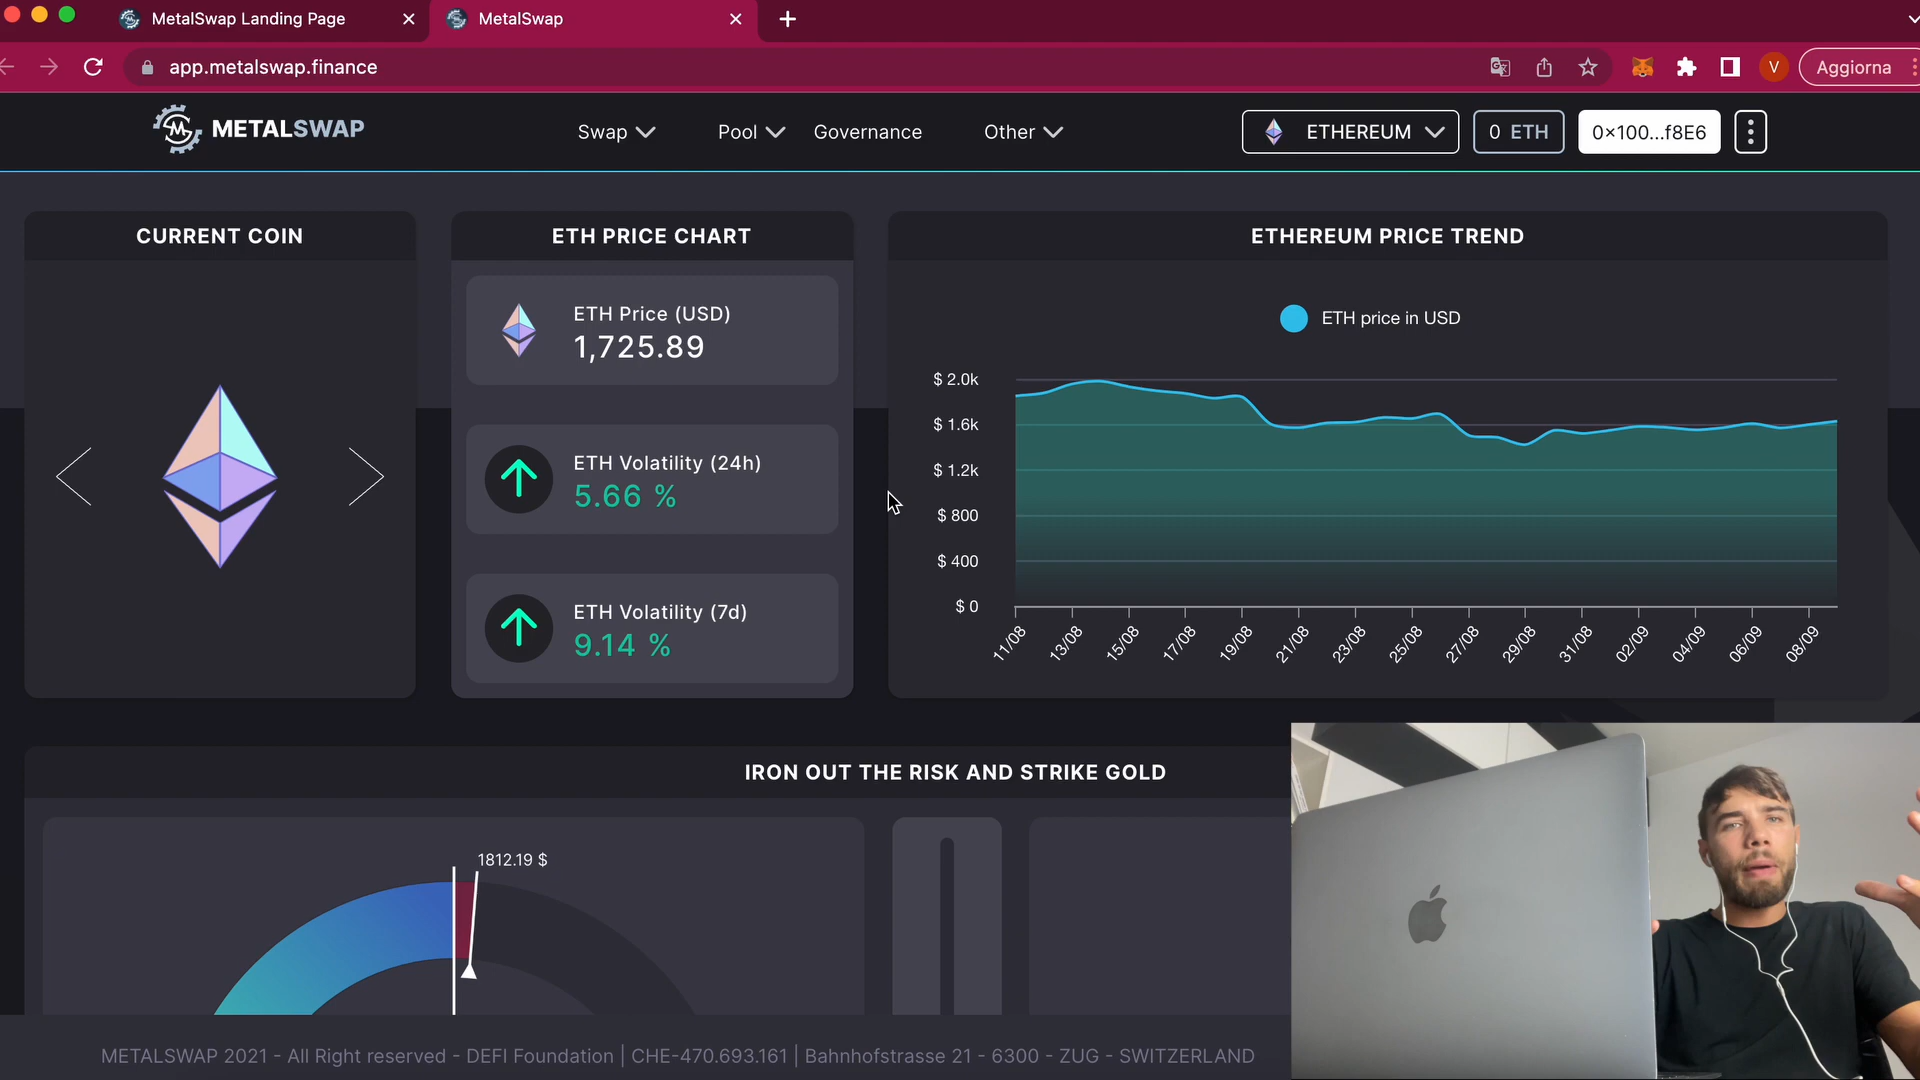 MetalSwap Landing Page
MetalSwap
app.metalswap.finance
V
Aggiorna
METALSWAP
Swap
Pool
Governance
Other
ETHEREUM
0 ETH
0×100...f8E6
CURRENT COIN
ETH PRICE CHART
ETH Price (USD)
1,725.89
ETH Volatility (24h)
5.66 %
ETH Volatility (7d)
9.14 %
ETHEREUM PRICE TREND
ETH price in USD
$ 2.0k
$ 1.6k
$ 1.2k
$ 800
$ 400
$ 0
11/08
13/08
15/08
17/08
19/08
21/08
23/08
25/08
27/08
29/08
31/08
02/09
04/09
06/09
08/09
IRON OUT THE RISK AND STRIKE GOLD
1812.19 $
METALSWAP 2021 - All Right reserved - DEFI Foundation | CHE-470.693.161 | Bahnhofstrasse 21 - 6300 - ZUG - SWITZERLAND